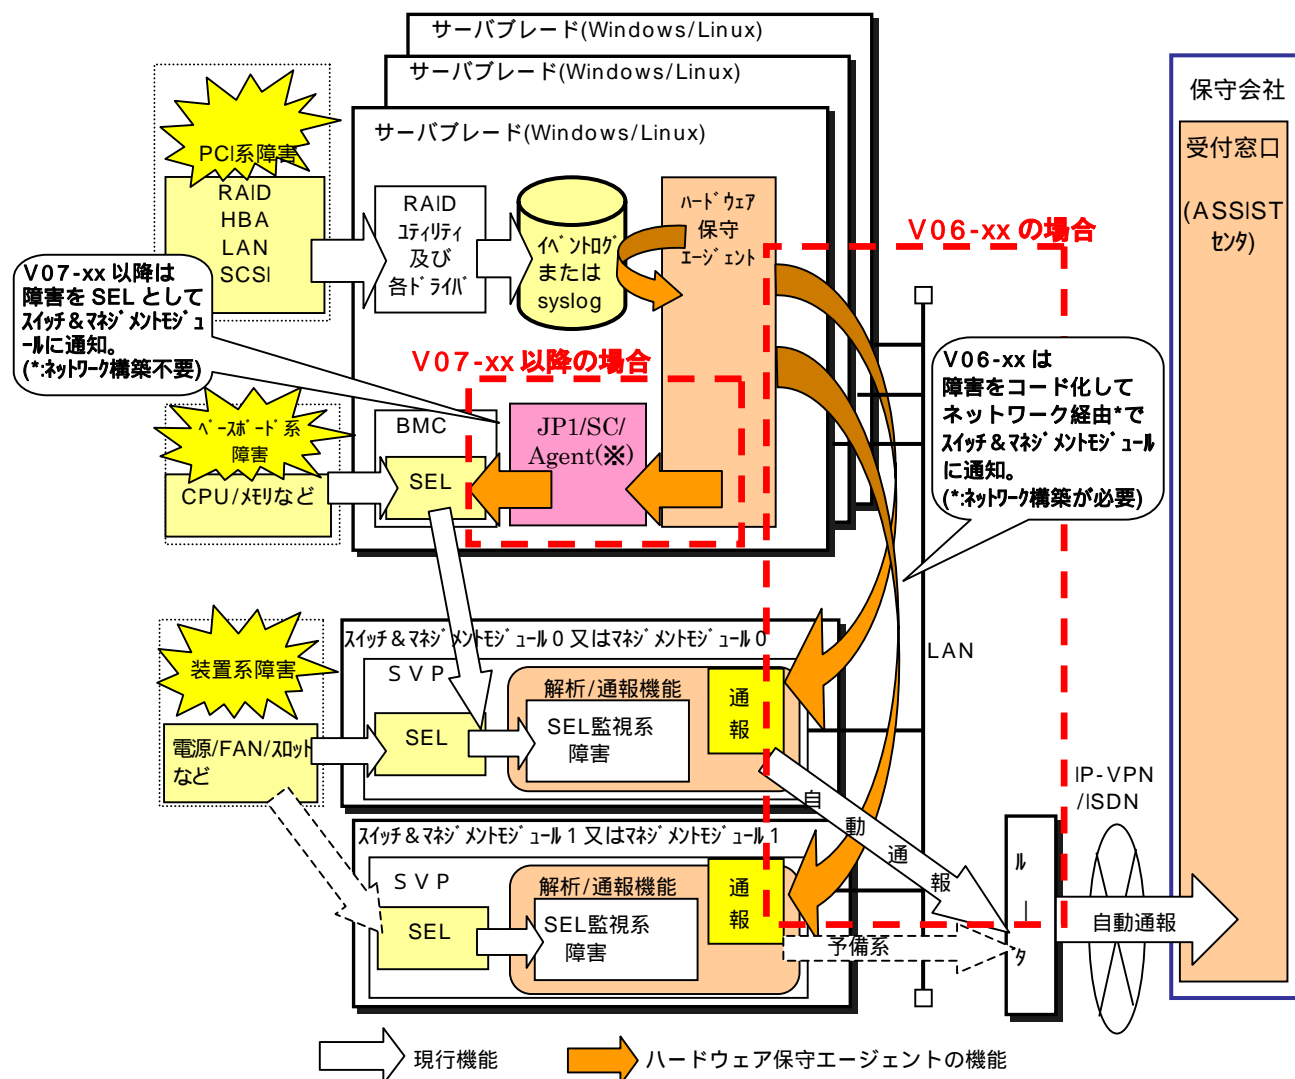 サーバブレード(Windows/Linux)
サーバブレード(Windows/Linux)
サーバブレード(Windows/Linux)
PCI系障害
RAID
HBA
LAN
SCSI
RAID
ユティリティ
及び
各ドライバ
イベントログ
または
syslog
ハードウェア
保守
エージェント
V06-xx の場合
保守会社
受付窓口
(ASSIST
センタ)
V07-xx 以降は
障害を SEL として
スイッチ&マネジメントモジュ
ールに通知。
(*:ネットワーク構築不要)
V07-xx 以降の場合
V06-xx は
障害をコード化して
ネットワーク経由*で
スイッチ&マネジメントモジュール
に通知。
(*:ネットワーク構築が必要)
ベースボード系
障害
CPU/メモリなど
BMC
SEL
JP1/SC/
Agent(※)
LAN
装置系障害
電源/FAN/スロット
など
スイッチ&マネジメントモジュール0 又はマネジメントモジュール0
SVP
SEL
解析/通報機能
SEL監視系
障害
通
報
自動通報
スイッチ&マネジメントモジュール1 又はマネジメントモジュール1
SVP
SEL
解析/通報機能
SEL監視系
障害
通
報
予備系
ルータ
IP-VPN
/ISDN
自動通報
現行機能
ハードウェア保守エージェントの機能